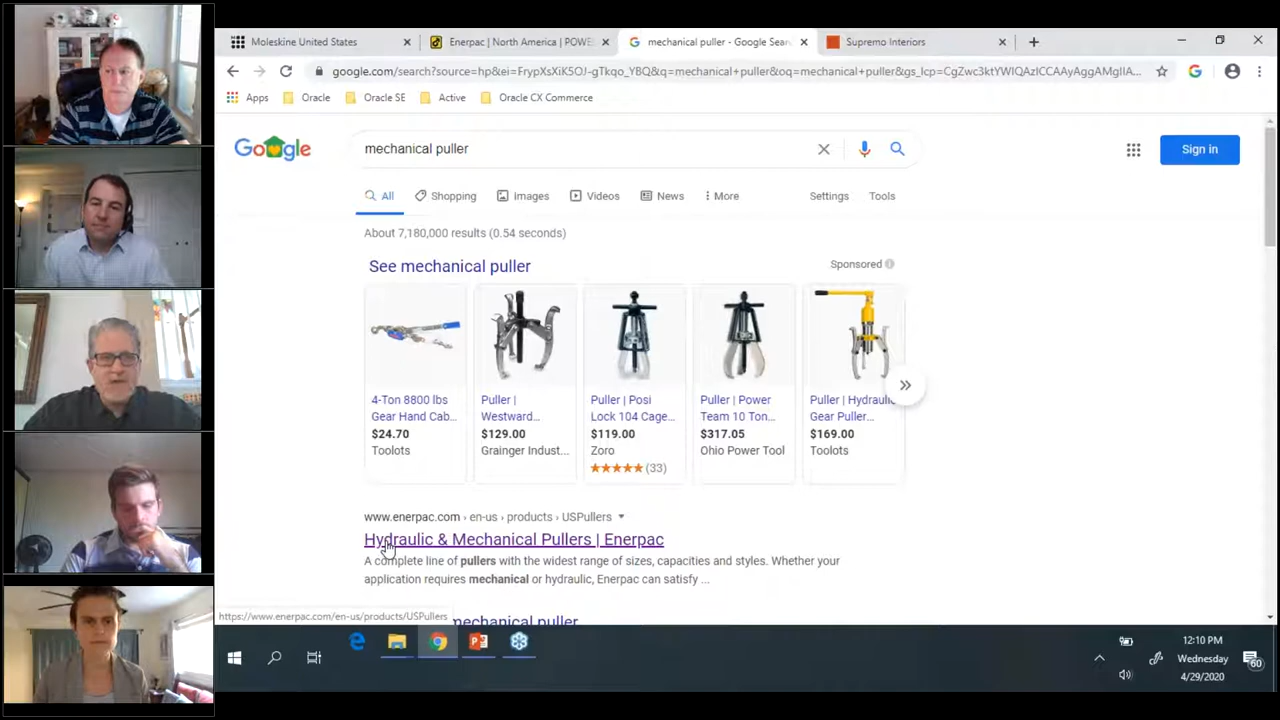 Moleskine United States
Enerpac | North America | POWE
mechanical puller - Google Sear
Supremo Interiors
google.com/search?source=hp&ei=FrypXsXiK5OJ-gTkqo_YBQ&q=mechanical+puller&oq=mechanical+puller&gs_lcp=CgZwc3ktYWIQAzICCAAyAggAMgIIA...
Apps
Oracle
Oracle SE
Active
Oracle CX Commerce
Google
mechanical puller
Sign in
All
Shopping
Images
Videos
News
More
Settings
Tools
About 7,180,000 results (0.54 seconds)
See mechanical puller
Sponsored
4-Ton 8800 lbs
Gear Hand Cab...
$24.70
Toolots
Puller |
Westward...
$129.00
Grainger Indust...
Puller | Posi
Lock 104 Cage...
$119.00
Zoro
(33)
Puller | Power
Team 10 Ton...
$317.05
Ohio Power Tool
Puller | Hydraulic
Gear Puller...
$169.00
Toolots
www.enerpac.com › en-us › products › USPullers
Hydraulic & Mechanical Pullers | Enerpac
A complete line of pullers with the widest range of sizes, capacities and styles. Whether your
application requires mechanical or hydraulic, Enerpac can satisfy ...
https://www.enerpac.com/en-us/products/USPullers
mechanical puller
12:10 PM
Wednesday
4/29/2020
60